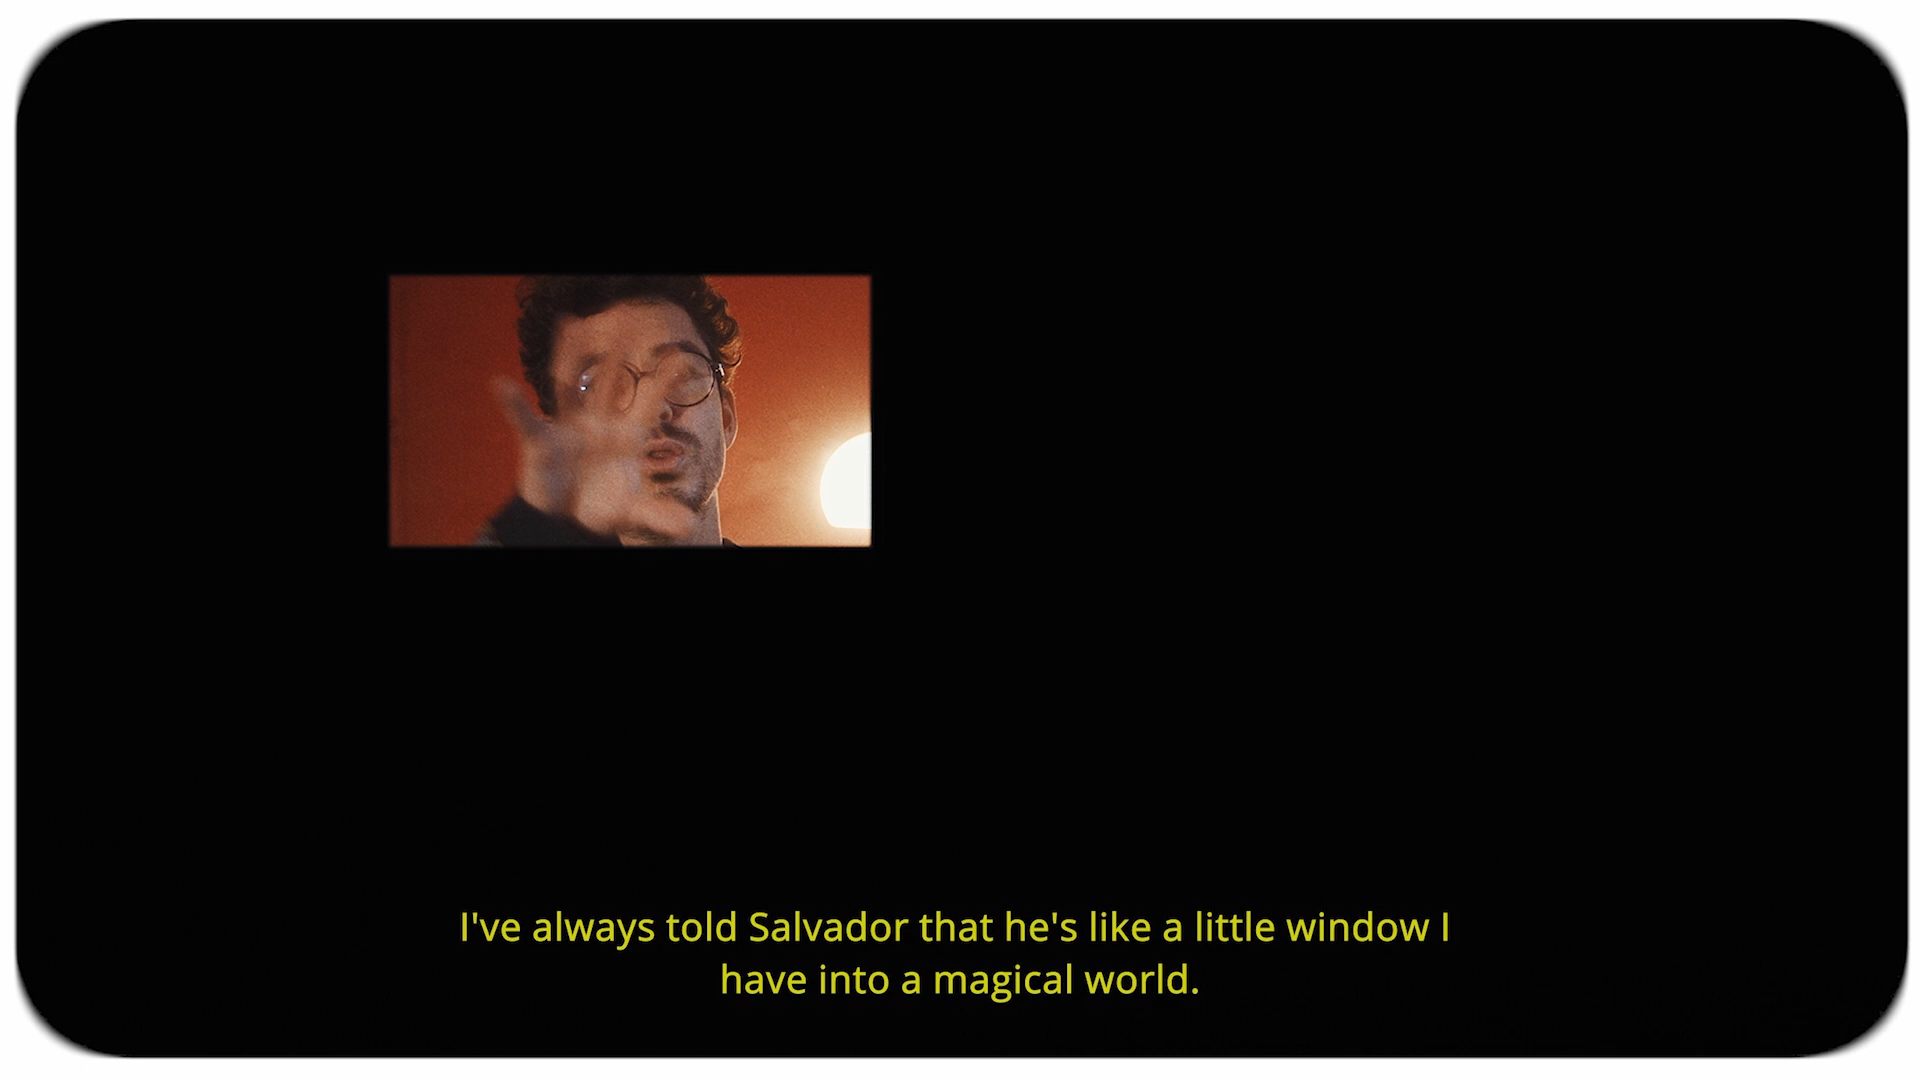 I've always told Salvador that he's like a little window I
have into a magical world.